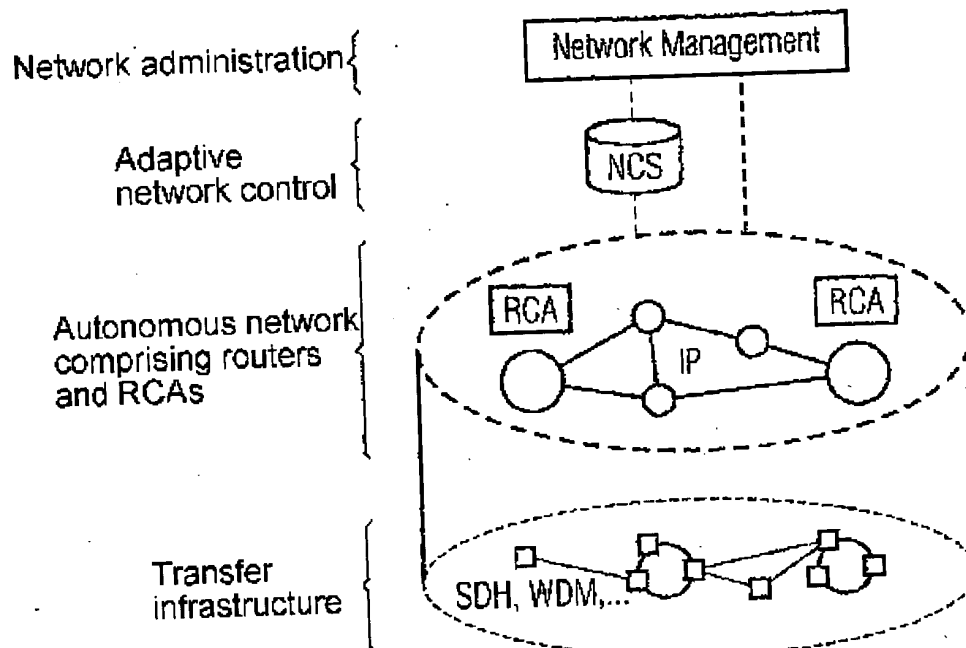 Network administration
Network Management
Adaptive
network control
NCS
Autonomous network
comprising routers
and RCAs
RCA
RCA
IP
Transfer
infrastructure
SDH, WDM,...